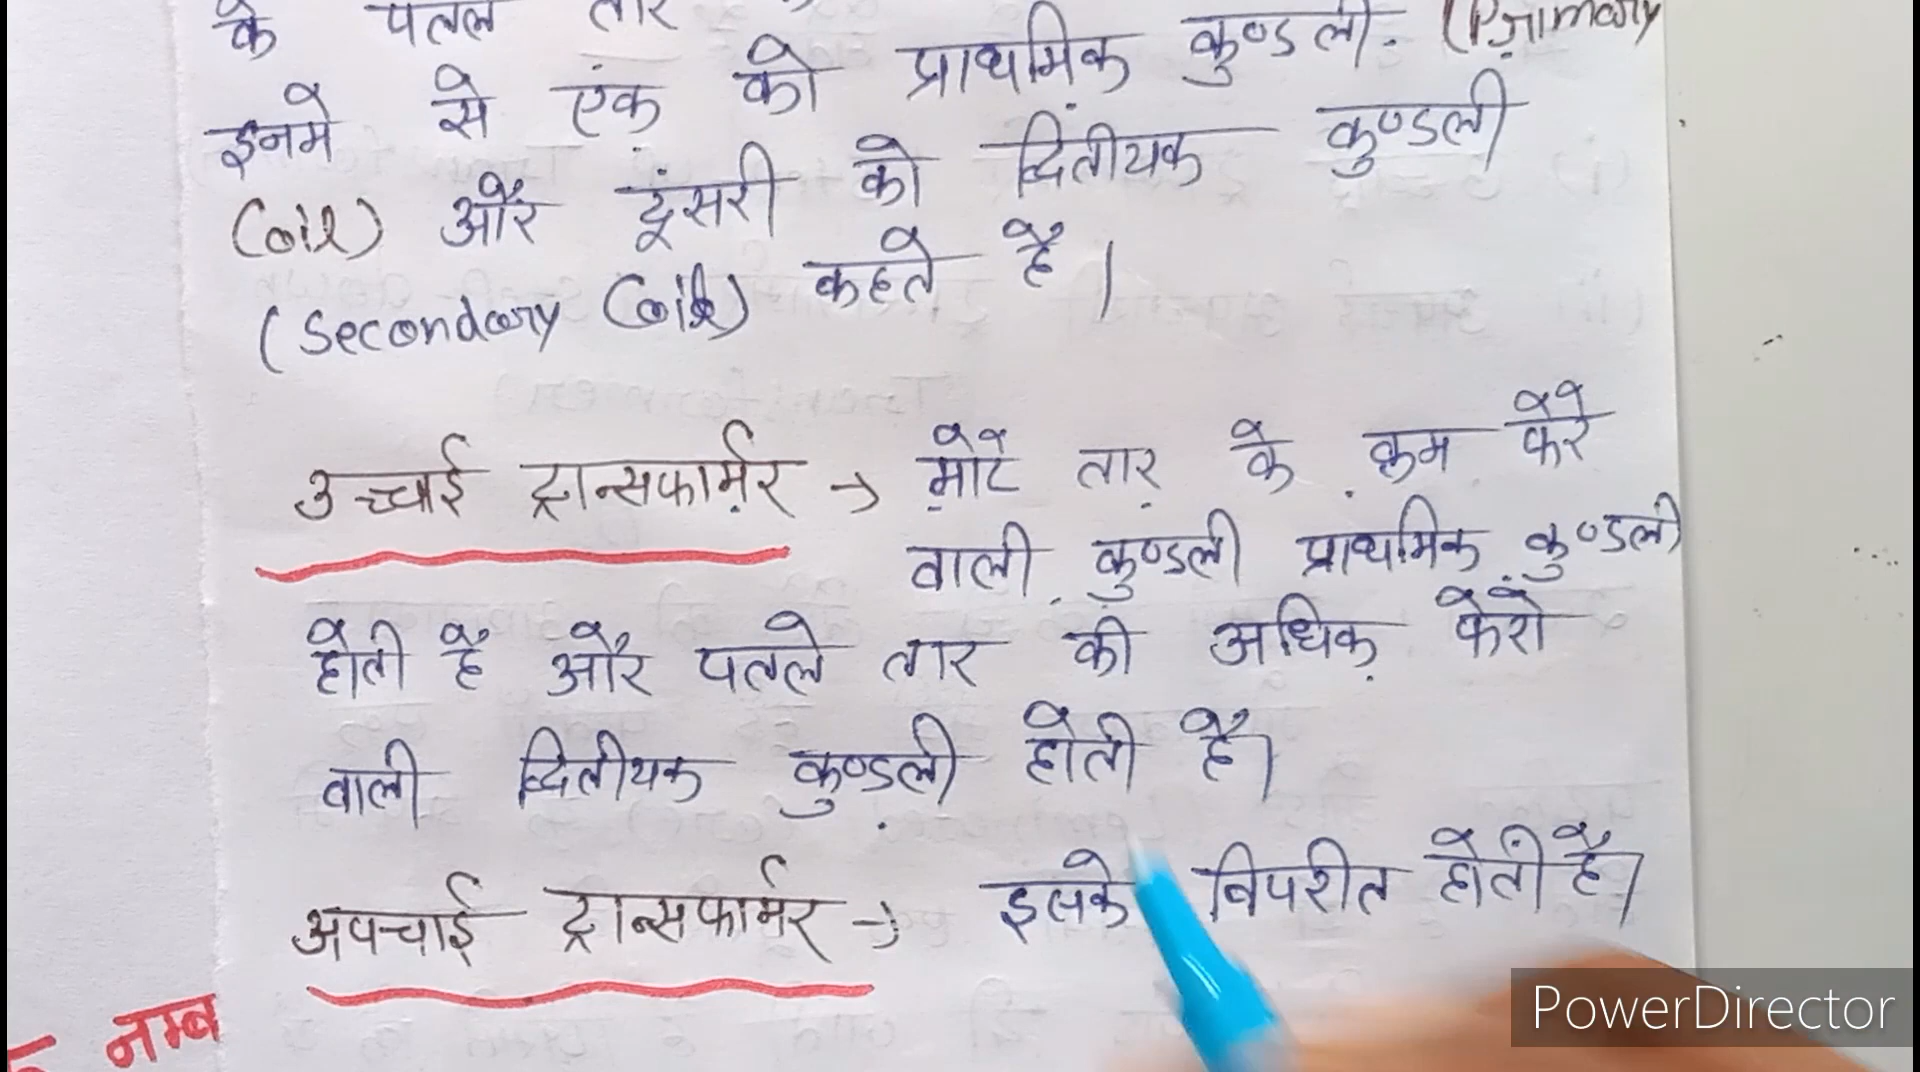 के पतले तार
इनमे से एक को प्राथमिक कुण्डली (Primary
Coil) और दूसरी को द्वितीयक कुण्डली
(Secondary Coil) कहते है।
उच्चाई ट्रान्सफार्मर → मोटे तार के कम फेरे
वाली कुण्डली प्राथमिक कुण्डली
होती है और पतले तार की अधिक फेरो
वाली द्वितीयक कुण्डली होती है।
अपचाई ट्रान्सफार्मर → इसके विपरीत होती है।
नम्ब
PowerDirector